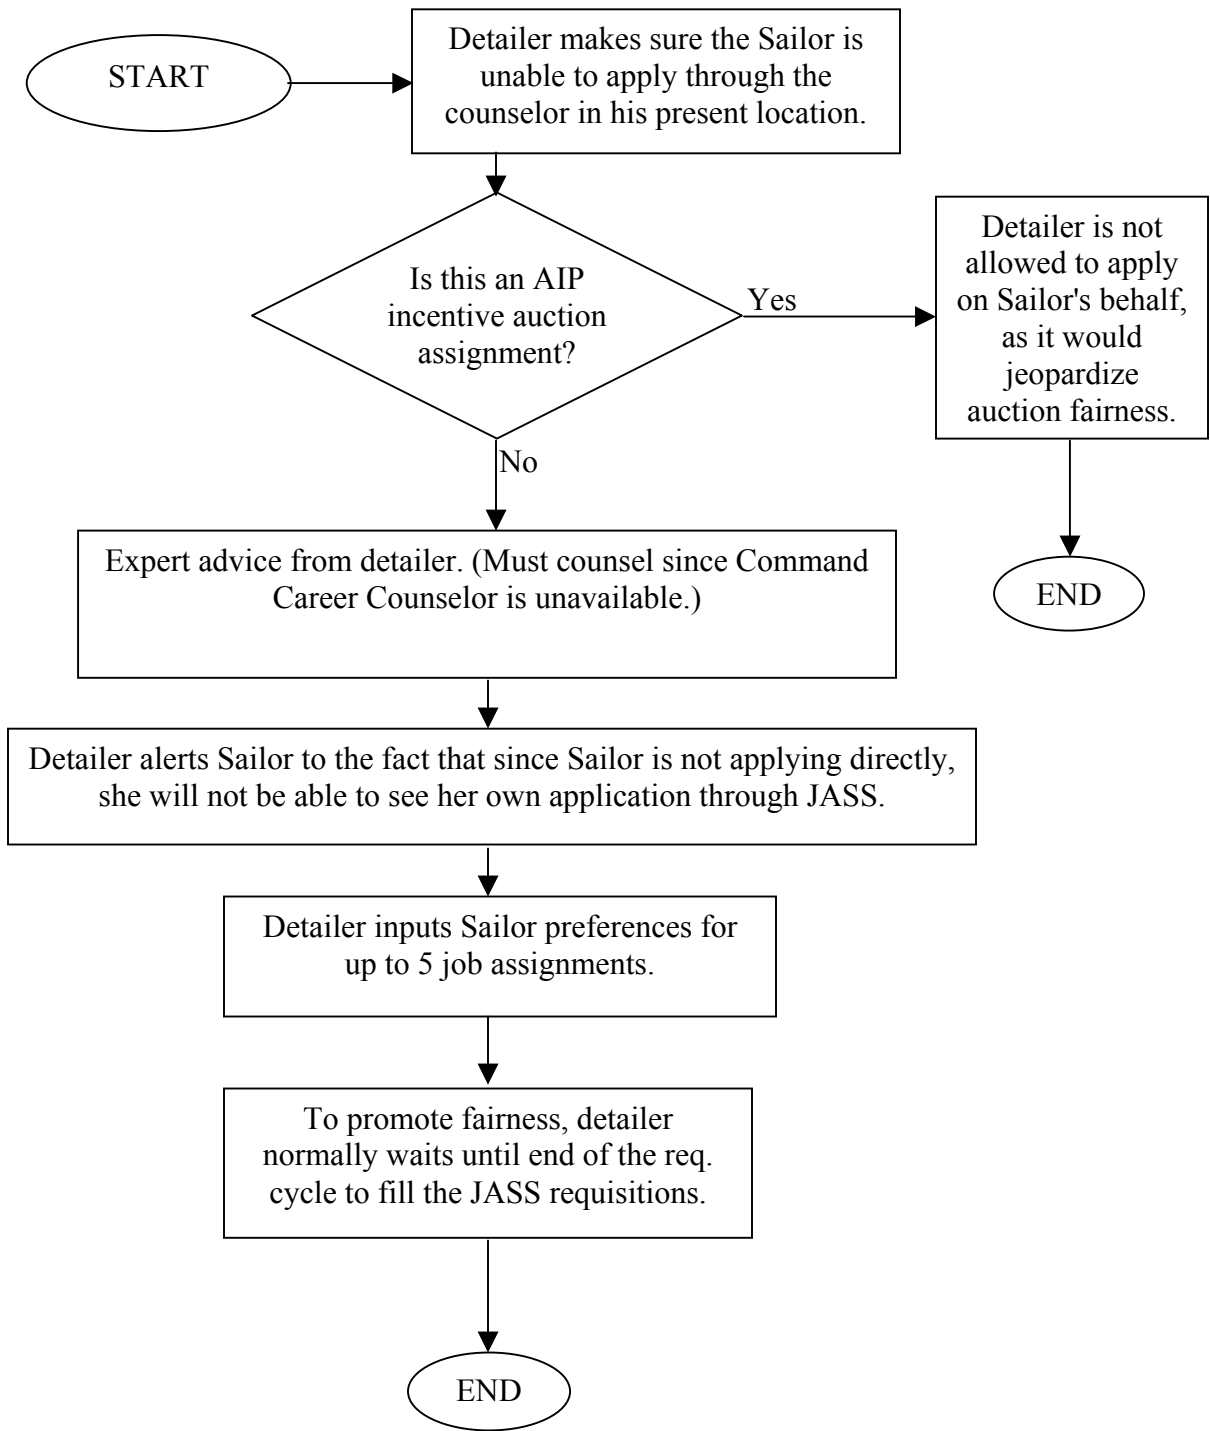 START
Detailer makes sure the Sailor is
unable to apply through the
counselor in his present location.
Is this an AIP
incentive auction
assignment?
Yes
Detailer is not
allowed to apply
on Sailor's behalf,
as it would
jeopardize
auction fairness.
END
No
Expert advice from detailer. (Must counsel since Command
Career Counselor is unavailable.)
Detailer alerts Sailor to the fact that since Sailor is not applying directly,
she will not be able to see her own application through JASS.
Detailer inputs Sailor preferences for
up to 5 job assignments.
To promote fairness, detailer
normally waits until end of the req.
cycle to fill the JASS requisitions.
END